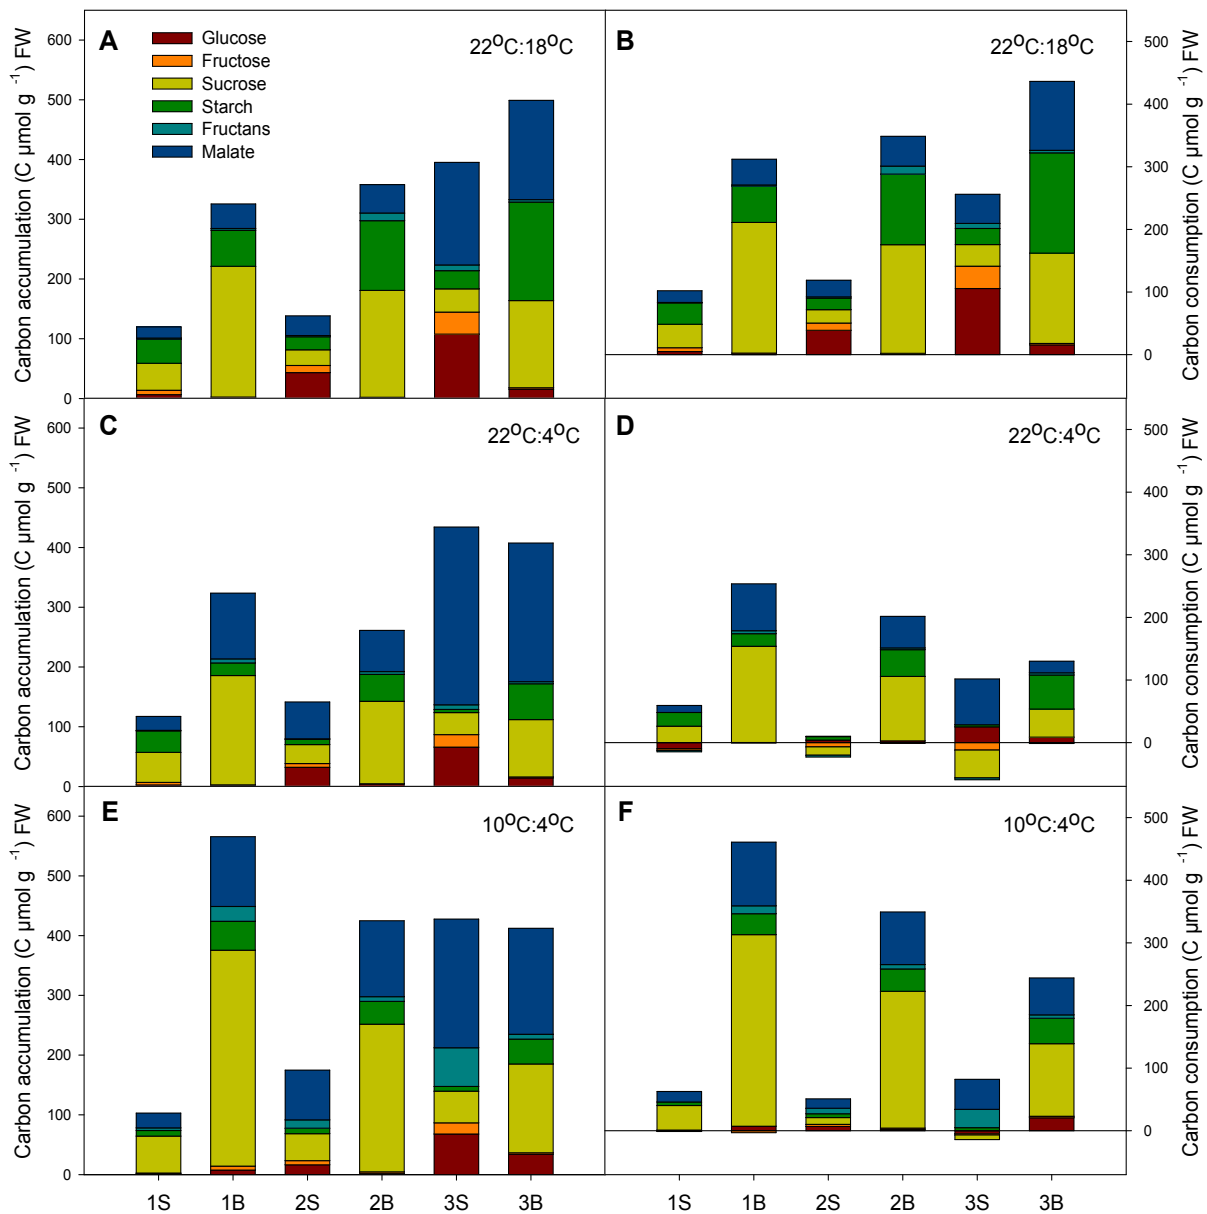 A
22°C:18°C
Glucose
Fructose
Sucrose
Starch
Fructans
Malate
Carbon accumulation (C µmol g⁻¹) FW
600
500
400
300
200
100
0
B
22°C:18°C
500
400
300
200
100
0
Carbon consumption (C µmol g⁻¹) FW
C
22°C:4°C
Carbon accumulation (C µmol g⁻¹) FW
600
500
400
300
200
100
0
D
22°C:4°C
500
400
300
200
100
0
Carbon consumption (C µmol g⁻¹) FW
E
10°C:4°C
Carbon accumulation (C µmol g⁻¹) FW
600
500
400
300
200
100
0
1S 1B 2S 2B 3S 3B
F
10°C:4°C
500
400
300
200
100
0
Carbon consumption (C µmol g⁻¹) FW
1S 1B 2S 2B 3S 3B